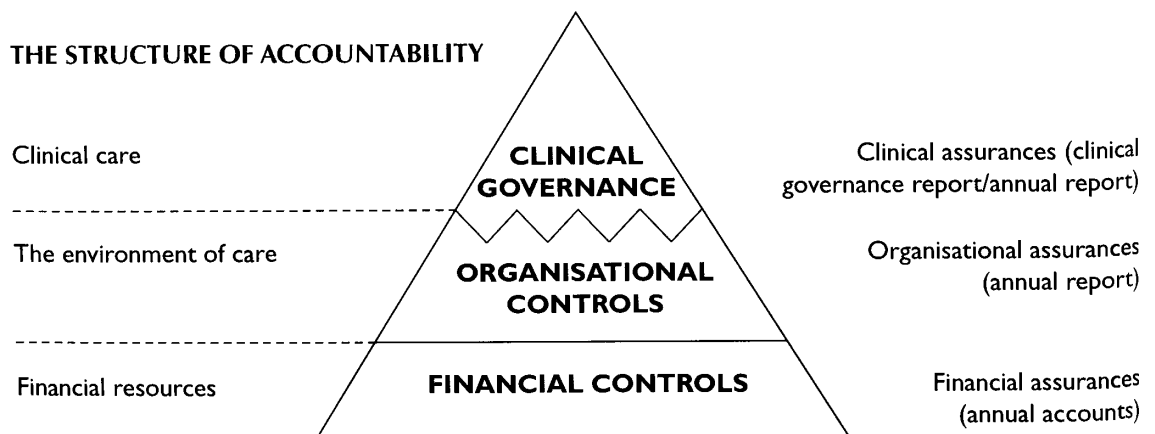 THE STRUCTURE OF ACCOUNTABILITY
Clinical care
CLINICAL
GOVERNANCE
Clinical assurances (clinical
governance report/annual report)
The environment of care
ORGANISATIONAL
CONTROLS
Organisational assurances
(annual report)
Financial resources
FINANCIAL CONTROLS
Financial assurances
(annual accounts)